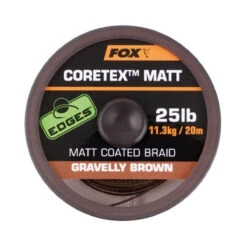 FOX
CORETEX™ MATT
EDGES
25lb
11.3kg / 20m
MATT COATED BRAID
GRAVELLY BROWN